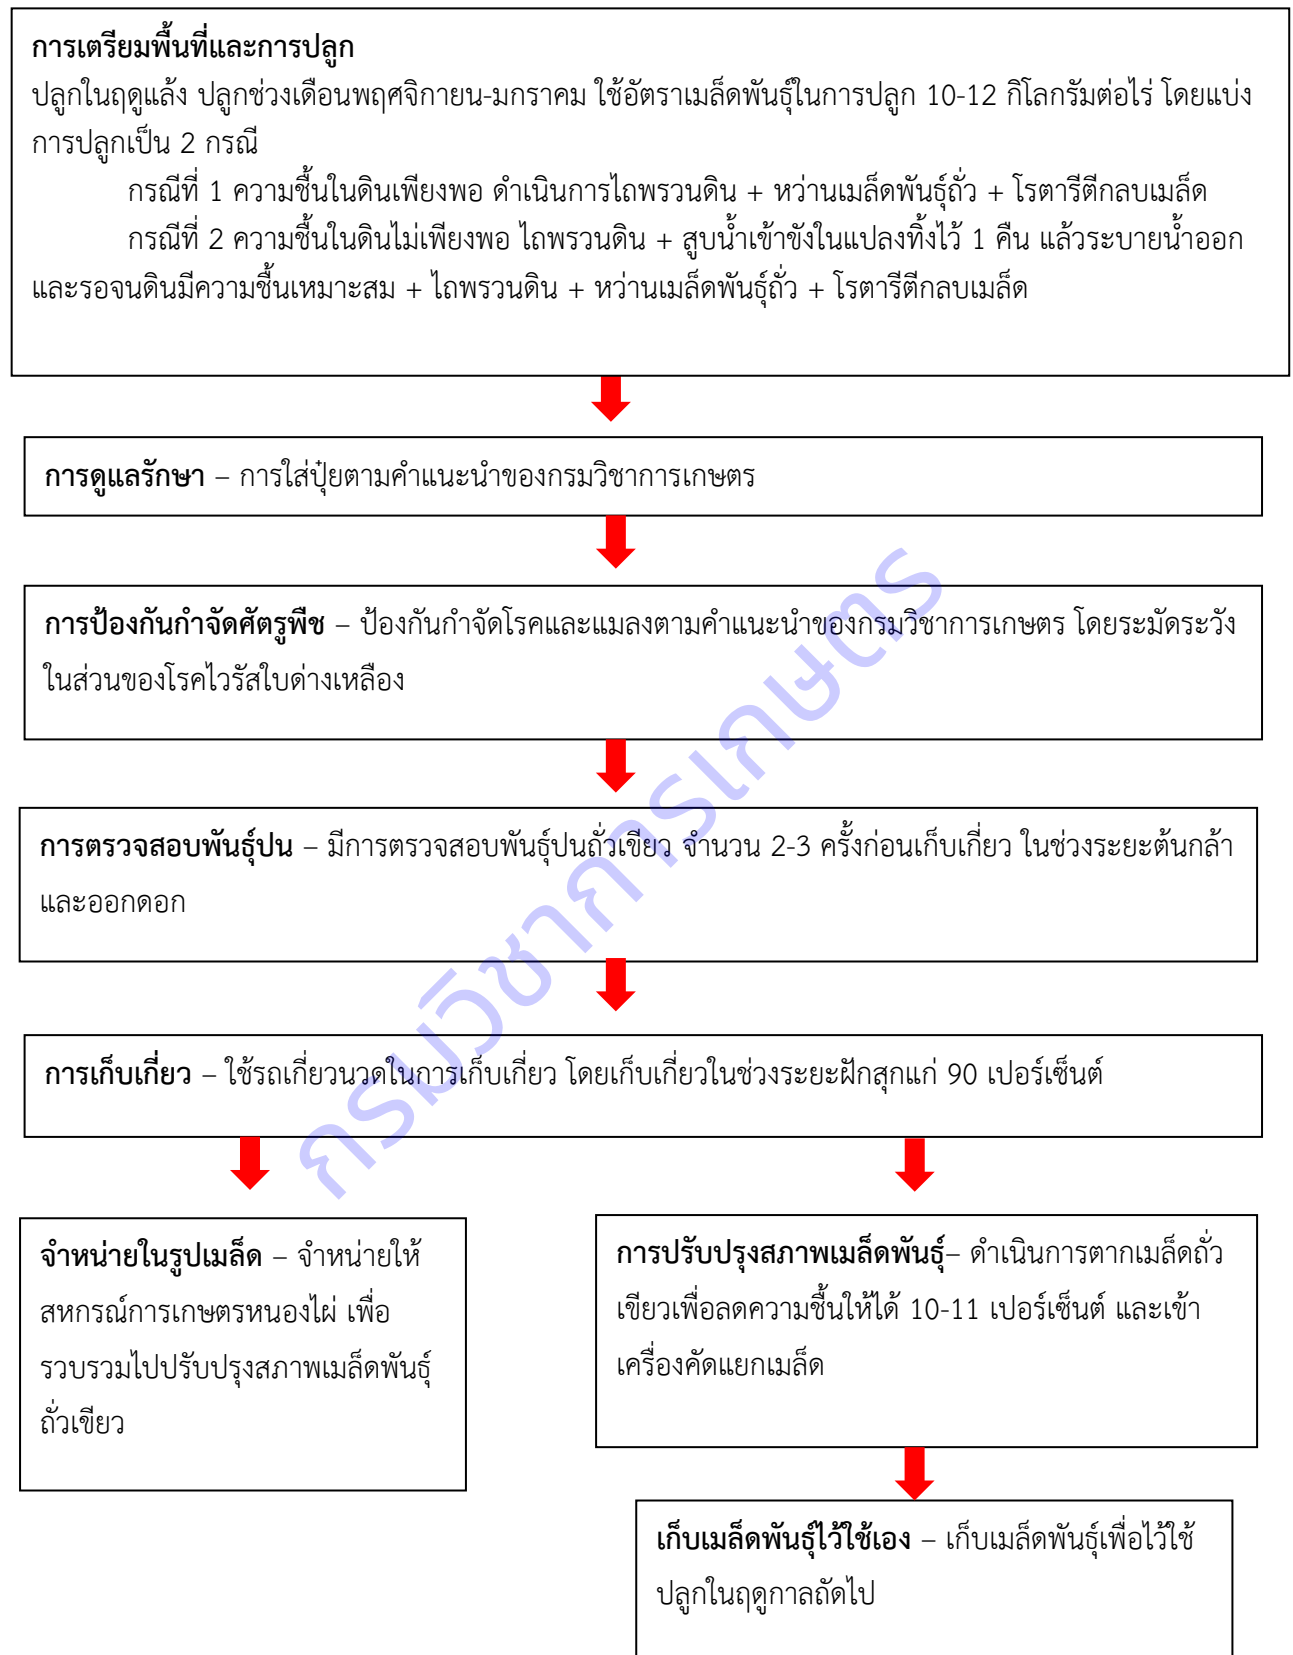 การเตรียมพื้นที่และการปลูก
ปลูกในฤดูแล้ง ปลูกช่วงเดือนพฤศจิกายน-มกราคม ใช้อัตราเมล็ดพันธุ์ในการปลูก 10-12 กิโลกรัมต่อไร่ โดยแบ่ง
การปลูกเป็น 2 กรณี
กรณีที่ 1 ความชื้นในดินเพียงพอ ดำเนินการไถพรวนดิน + หว่านเมล็ดพันธุ์ถั่ว + โรตารีตีกลบเมล็ด
กรณีที่ 2 ความชื้นในดินไม่เพียงพอ ไถพรวนดิน + สูบน้ำเข้าขังในแปลงทิ้งไว้ 1 คืน แล้วระบายน้ำออก
และรอจนดินมีความชื้นเหมาะสม + ไถพรวนดิน + หว่านเมล็ดพันธุ์ถั่ว + โรตารีตีกลบเมล็ด
การดูแลรักษา – การใส่ปุ๋ยตามคำแนะนำของกรมวิชาการเกษตร
การป้องกันกำจัดศัตรูพืช – ป้องกันกำจัดโรคและแมลงตามคำแนะนำของกรมวิชาการเกษตร โดยระมัดระวัง
ในส่วนของโรคไวรัสใบด่างเหลือง
การตรวจสอบพันธุ์ปน – มีการตรวจสอบพันธุ์ปนถั่วเขียว จำนวน 2-3 ครั้งก่อนเก็บเกี่ยว ในช่วงระยะต้นกล้า
และออกดอก
การเก็บเกี่ยว – ใช้รถเกี่ยวนวดในการเก็บเกี่ยว โดยเก็บเกี่ยวในช่วงระยะฝักสุกแก่ 90 เปอร์เซ็นต์
จำหน่ายในรูปเมล็ด – จำหน่ายให้
สหกรณ์การเกษตรหนองไผ่ เพื่อ
รวบรวมไปปรับปรุงสภาพเมล็ดพันธุ์
ถั่วเขียว
การปรับปรุงสภาพเมล็ดพันธุ์– ดำเนินการตากเมล็ดถั่ว
เขียวเพื่อลดความชื้นให้ได้ 10-11 เปอร์เซ็นต์ และเข้า
เครื่องคัดแยกเมล็ด
เก็บเมล็ดพันธุ์ไว้ใช้เอง – เก็บเมล็ดพันธุ์เพื่อไว้ใช้
ปลูกในฤดูกาลถัดไป
กรมวิชาการเกษตร